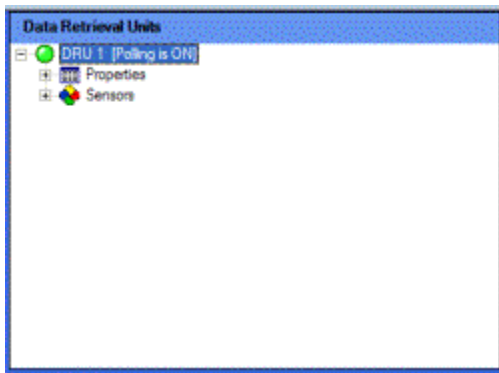 Data Retrieval Units
DRU 1 [Polling is ON]
Properties
Sensors